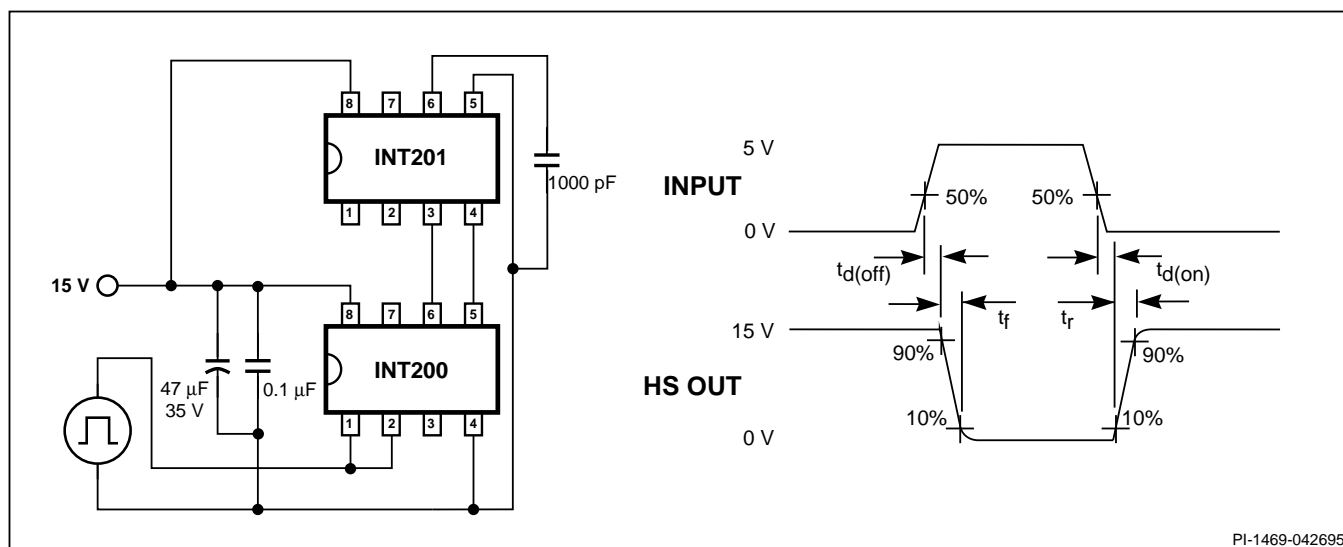 8 7 6 5
INT201
1000 pF
1 2 3 4
15 V
8 7 6 5
INT200
47 µF
35 V
0.1 µF
1 2 3 4
5 V
INPUT
50% 50%
0 V
td(off) td(on)
tf tr
15 V
90% 90%
HS OUT
10% 10%
0 V
PI-1469-042695